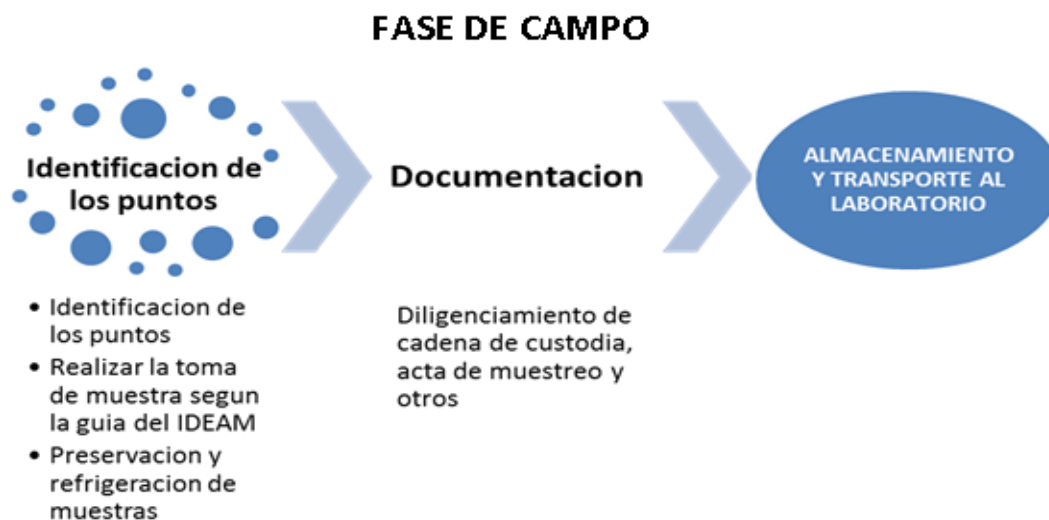 FASE DE CAMPO
Identificacion de
los puntos
• Identificacion de
los puntos
• Realizar la toma
de muestra segun
la guia del IDEAM
• Preservacion y
refrigeracion de
muestras
Documentacion
Diligenciamiento de
cadena de custodia,
acta de muestreo y
otros
ALMACENAMIENTO
Y TRANSPORTE AL
LABORATORIO